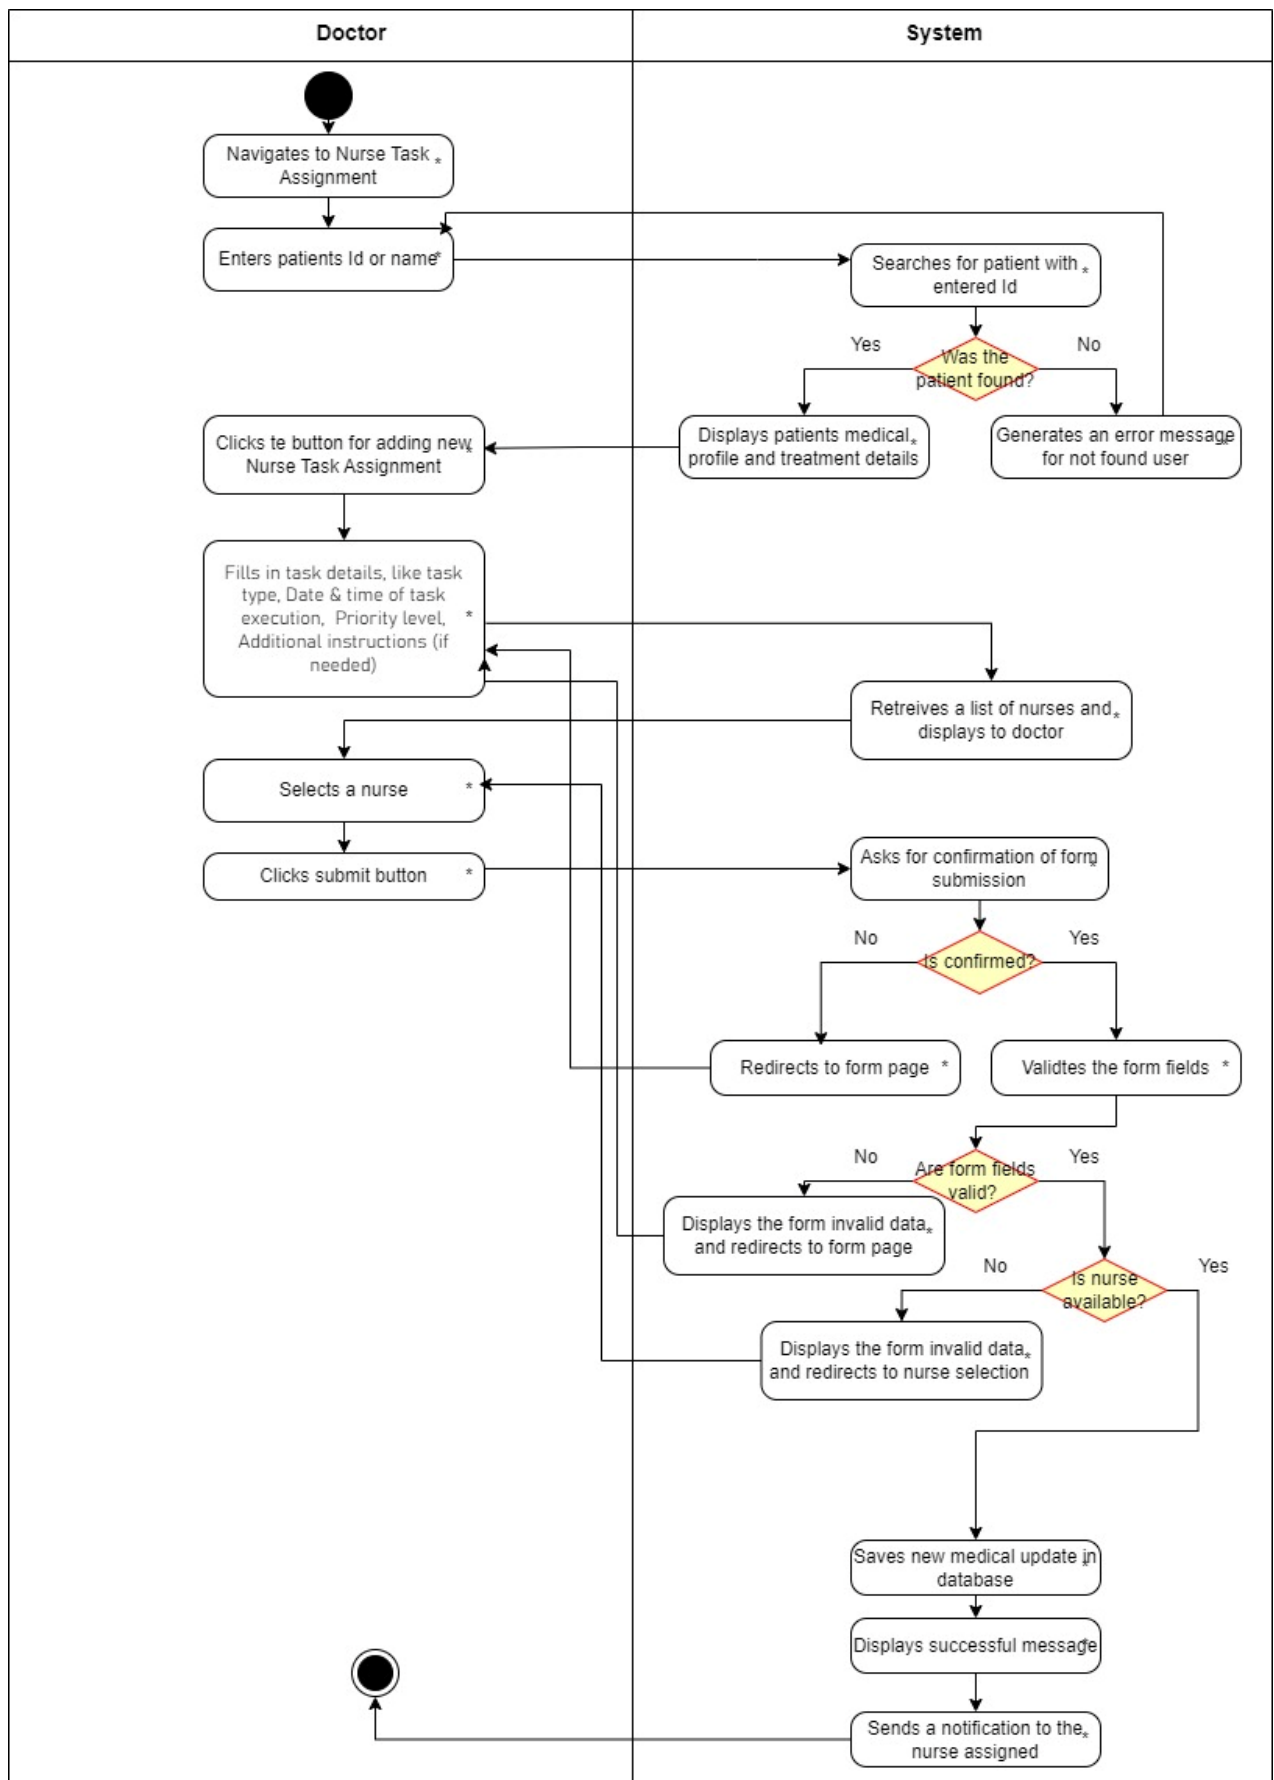 Doctor
System
Navigates to Nurse Task *
Assignment
Enters patients Id or name*
Searches for patient with *
entered Id
Yes
No
Was the
patient found?
Clicks te button for adding new*
Nurse Task Assignment
Displays patients medical *
profile and treatment details
Generates an error message*
for not found user
Fills in task details, like task
type, Date & time of task
execution, Priority level, *
Additional instructions (if
needed)
Retreives a list of nurses and *
displays to doctor
Selects a nurse *
Clicks submit button *
Asks for confirmation of form*
submission
No
Yes
Is confirmed?
Redirects to form page *
Validtes the form fields *
No
Yes
Are form fields
valid?
Displays the form invalid data *
and redirects to form page
No
Yes
Is nurse
available?
Displays the form invalid data *
and redirects to nurse selection
Saves new medical update in*
database
Displays successful message*
Sends a notification to the *
nurse assigned